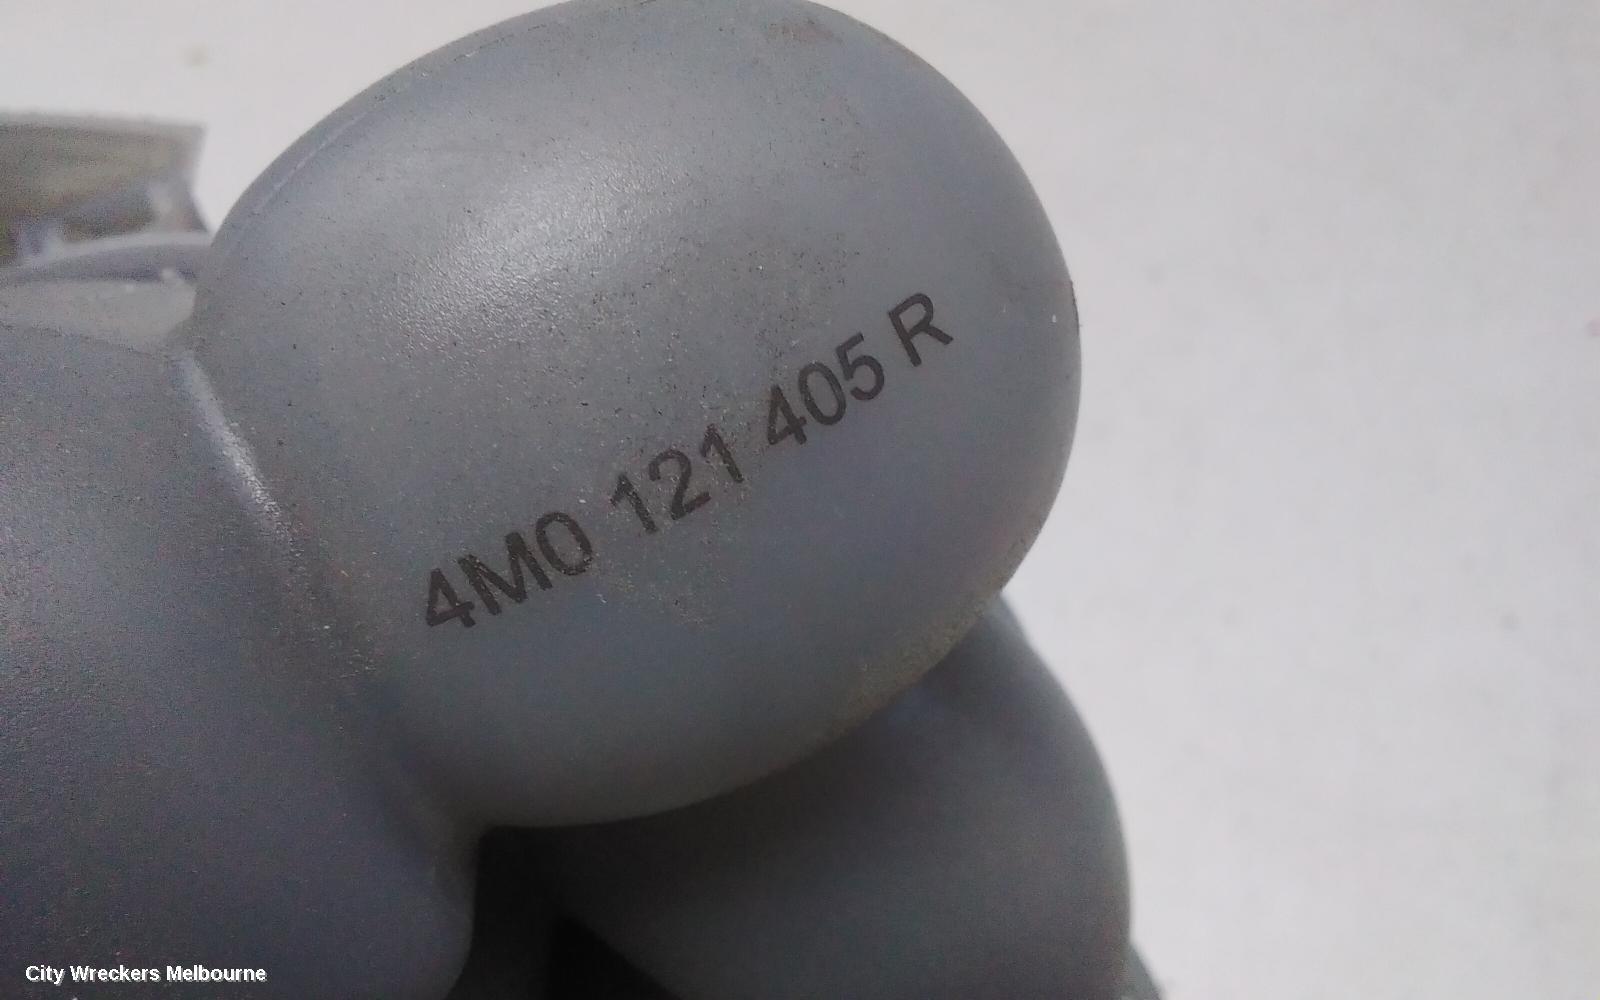 4M0 121 405 R
City Wreckers Melbourne